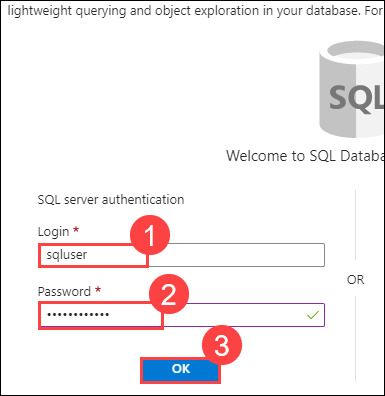 lightweight querying and object exploration in your database. For
SQL
Welcome to SQL Databa
SQL server authentication
Login *
1
sqluser
OR
Password *
2
••••••••••••
3
OK